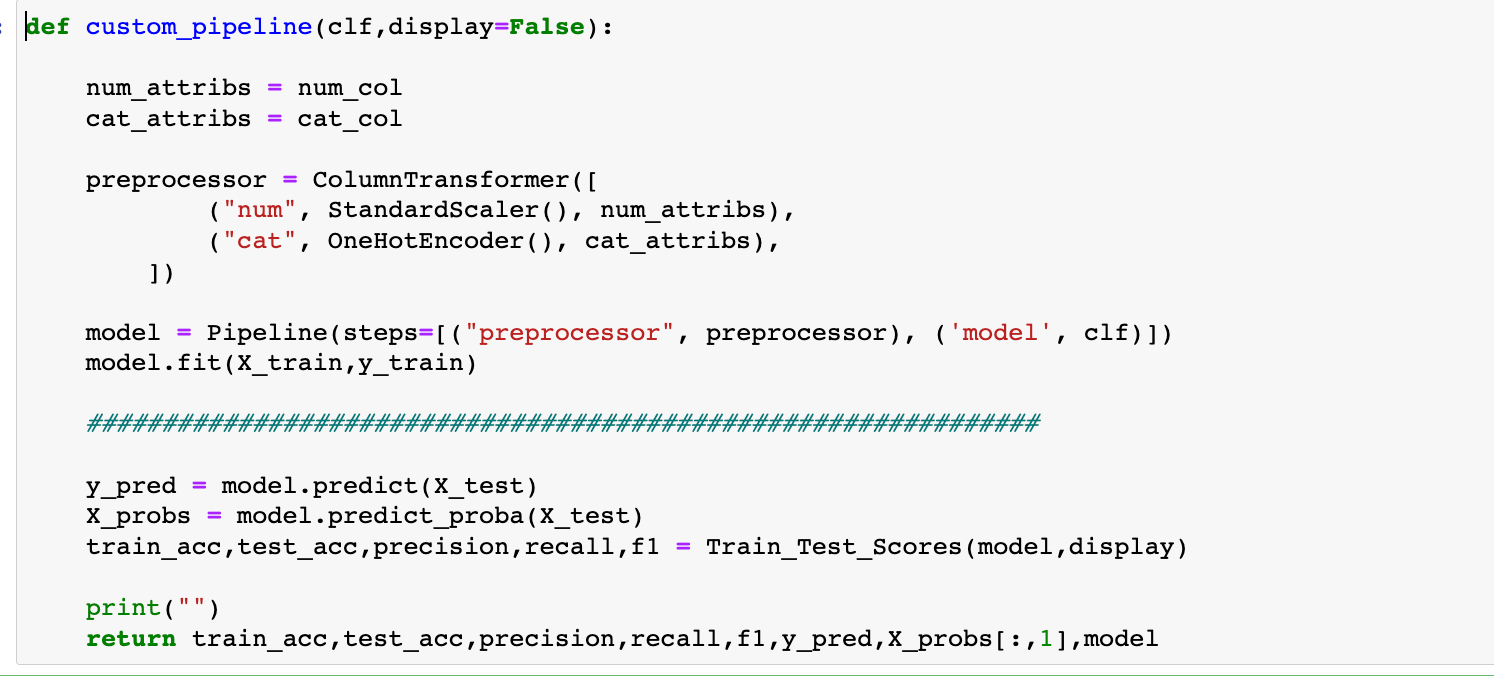 def custom_pipeline(clf,display=False):
num_attribs = num_col
cat_attribs = cat_col
preprocessor = ColumnTransformer([
("num", StandardScaler(), num_attribs),
("cat", OneHotEncoder(), cat_attribs),
])
model = Pipeline(steps=[("preprocessor", preprocessor), ('model', clf)])
model.fit(X_train,y_train)
###############################################################
y_pred = model.predict(X_test)
X_probs = model.predict_proba(X_test)
train_acc,test_acc,precision,recall,f1 = Train_Test_Scores(model,display)
print("")
return train_acc,test_acc,precision,recall,f1,y_pred,X_probs[:,1],model